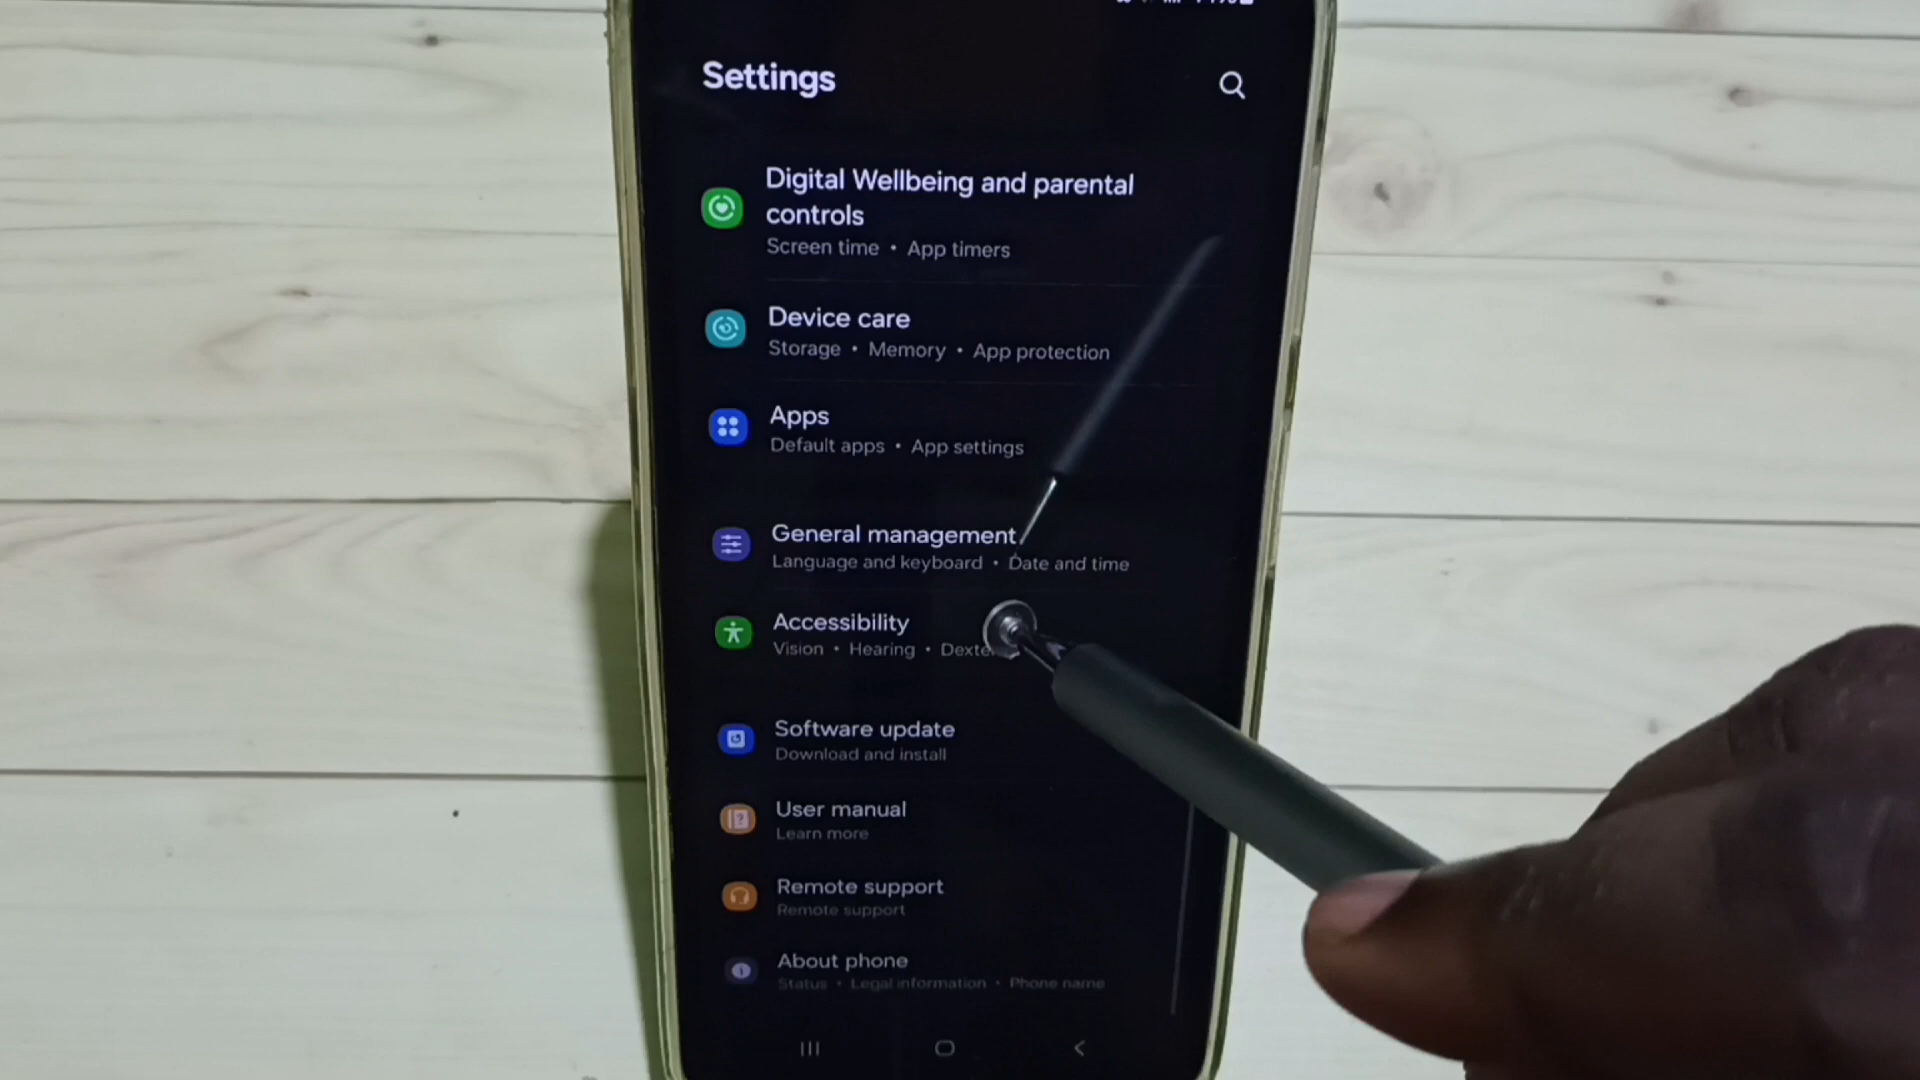 Settings
Digital Wellbeing and parental
controls
Screen time • App timers
Device care
Storage • Memory • App protection
Apps
Default apps • App settings
General management
Language and keyboard • Date and time
Accessibility
Vision • Hearing •
Software update
Download and install
User manual
Learn more
Remote support
Remote support
About phone
Status • Legal information • Phone name